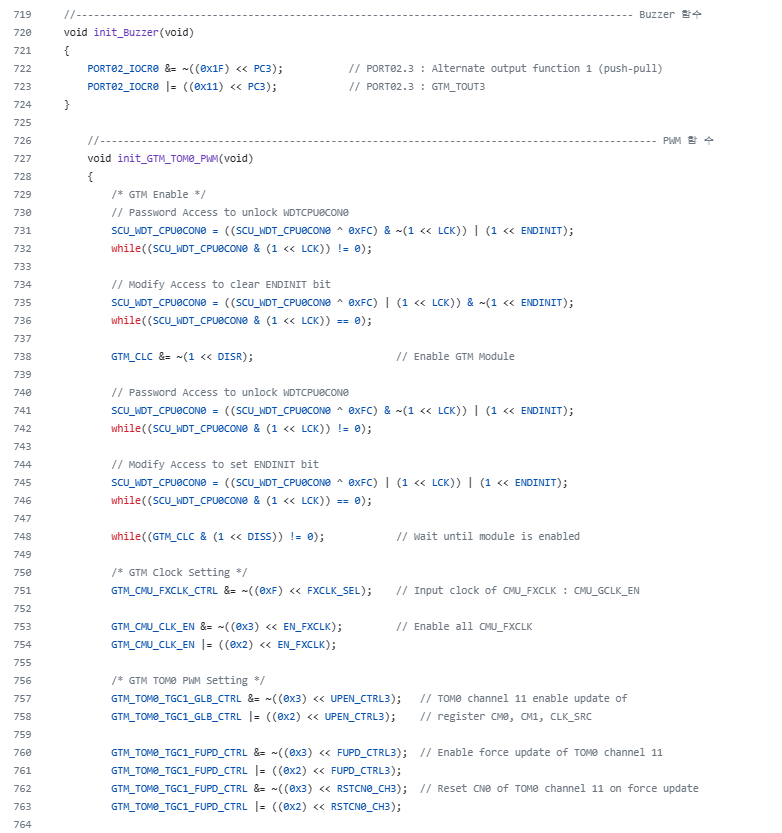 719 //---------------------------------------------------------------------------------------------- Buzzer 함수
720 void init_Buzzer(void)
721 {
722     PORT02_IOCR0 &= ~((0x1F) << PC3);           // PORT02.3 : Alternate output function 1 (push-pull)
723     PORT02_IOCR0 |= ((0x11) << PC3);            // PORT02.3 : GTM_TOUT3
724 }
725
726     //---------------------------------------------------------------------------------------------- PWM 함 수
727     void init_GTM_TOM0_PWM(void)
728     {
729         /* GTM Enable */
730         // Password Access to unlock WDTCPU0CON0
731         SCU_WDT_CPU0CON0 = ((SCU_WDT_CPU0CON0 ^ 0xFC) & ~(1 << LCK)) | (1 << ENDINIT);
732         while((SCU_WDT_CPU0CON0 & (1 << LCK)) != 0);
733
734         // Modify Access to clear ENDINIT bit
735         SCU_WDT_CPU0CON0 = ((SCU_WDT_CPU0CON0 ^ 0xFC) | (1 << LCK)) & ~(1 << ENDINIT);
736         while((SCU_WDT_CPU0CON0 & (1 << LCK)) == 0);
737
738         GTM_CLC &= ~(1 << DISR);                        // Enable GTM Module
739
740         // Password Access to unlock WDTCPU0CON0
741         SCU_WDT_CPU0CON0 = ((SCU_WDT_CPU0CON0 ^ 0xFC) & ~(1 << LCK)) | (1 << ENDINIT);
742         while((SCU_WDT_CPU0CON0 & (1 << LCK)) != 0);
743
744         // Modify Access to set ENDINIT bit
745         SCU_WDT_CPU0CON0 = ((SCU_WDT_CPU0CON0 ^ 0xFC) | (1 << LCK)) | (1 << ENDINIT);
746         while((SCU_WDT_CPU0CON0 & (1 << LCK)) == 0);
747
748         while((GTM_CLC & (1 << DISS)) != 0);            // Wait until module is enabled
749
750         /* GTM Clock Setting */
751         GTM_CMU_FXCLK_CTRL &= ~((0xF) << FXCLK_SEL);    // Input clock of CMU_FXCLK : CMU_GCLK_EN
752
753         GTM_CMU_CLK_EN &= ~((0x3) << EN_FXCLK);         // Enable all CMU_FXCLK
754         GTM_CMU_CLK_EN |= ((0x2) << EN_FXCLK);
755
756         /* GTM TOM0 PWM Setting */
757         GTM_TOM0_TGC1_GLB_CTRL &= ~((0x3) << UPEN_CTRL3);   // TOM0 channel 11 enable update of
758         GTM_TOM0_TGC1_GLB_CTRL |= ((0x2) << UPEN_CTRL3);    // register CM0, CM1, CLK_SRC
759
760         GTM_TOM0_TGC1_FUPD_CTRL &= ~((0x3) << FUPD_CTRL3);  // Enable force update of TOM0 channel 11
761         GTM_TOM0_TGC1_FUPD_CTRL |= ((0x2) << FUPD_CTRL3);
762         GTM_TOM0_TGC1_FUPD_CTRL &= ~((0x3) << RSTCN0_CH3);  // Reset CN0 of TOM0 channel 11 on force update
763         GTM_TOM0_TGC1_FUPD_CTRL |= ((0x2) << RSTCN0_CH3);
764